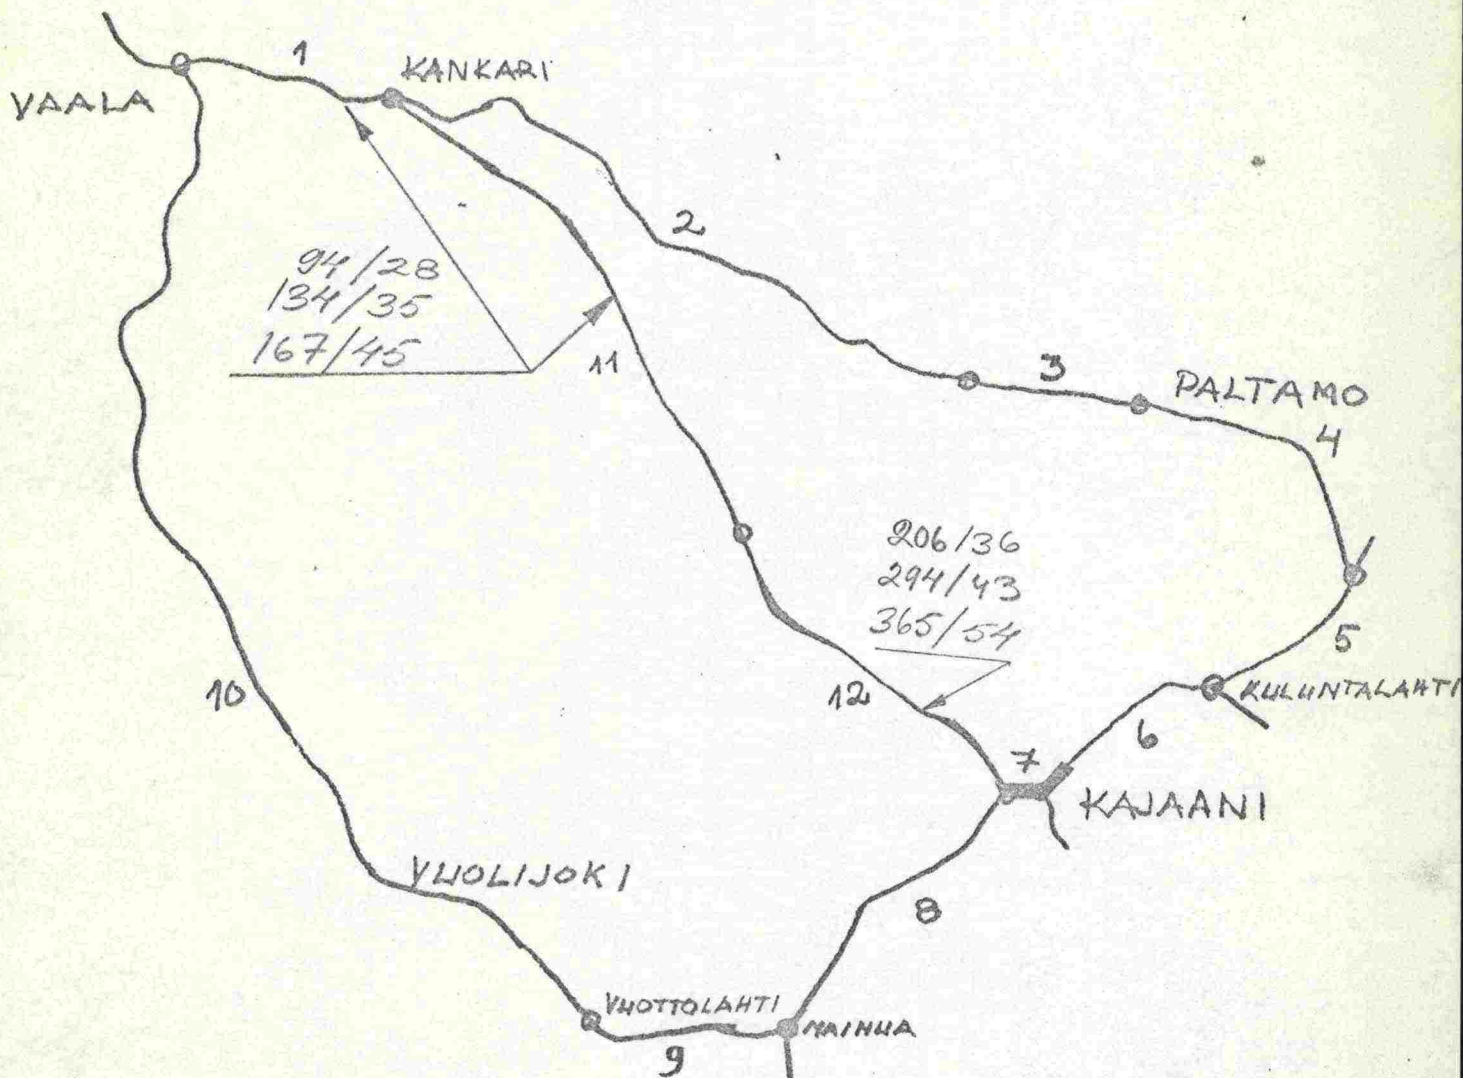 1
KANKARI
VAALA
2
94/28
134/35
167/45
11
3
PALTAMO
4
206/36
294/43
365/54
5
10
12
KULUNTALAHTI
6
7
KAJAANI
VUOLIJOKI
8
VUOTTOLAHTI
MAINUA
9